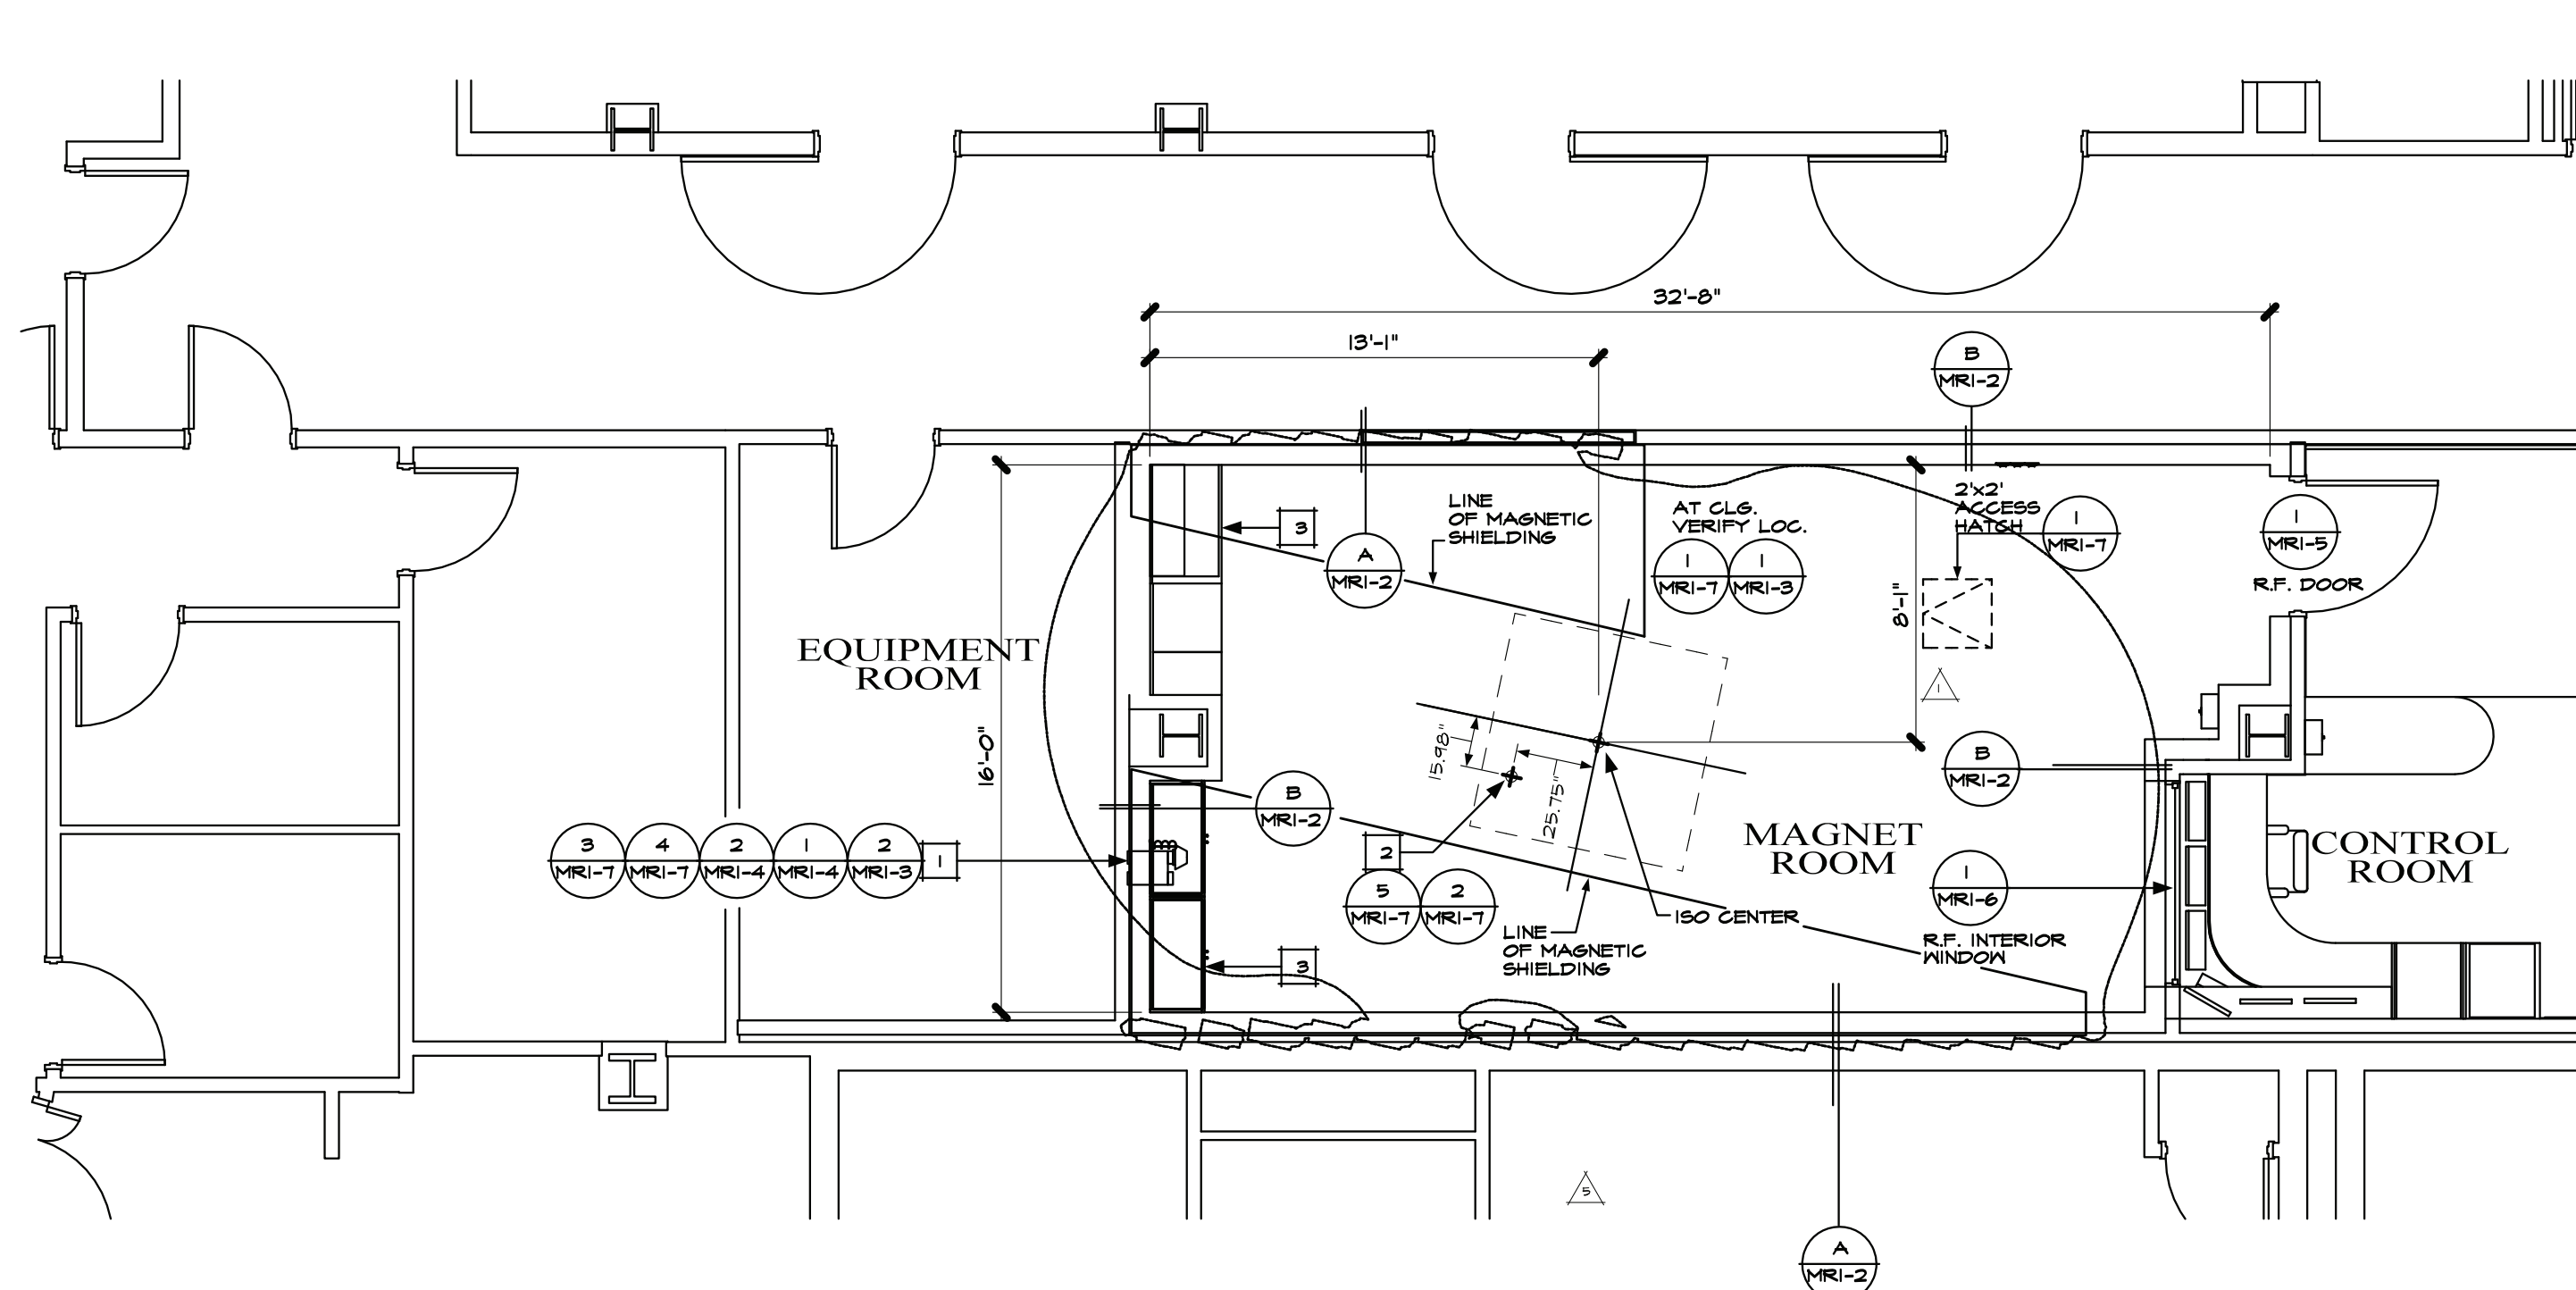 32'-8"
13'-1"
B
MRI-2
LINE
OF MAGNETIC
SHIELDING
AT CLG.
VERIFY LOC.
2'x2'
ACCESS
HATCH
1
MRI-7
1
MRI-5
R.F. DOOR
3
A
MRI-2
1
MRI-7
1
MRI-3
8'-1"
EQUIPMENT
ROOM
1
16'-0"
15.98"
25.75"
B
MRI-2
B
MRI-2
MAGNET
ROOM
CONTROL
ROOM
3
MRI-7
4
MRI-7
2
MRI-4
1
MRI-4
2
MRI-3
1
2
5
MRI-7
2
MRI-7
1
MRI-6
ISO CENTER
LINE
OF MAGNETIC
SHIELDING
R.F. INTERIOR
WINDOW
3
5
A
MRI-2